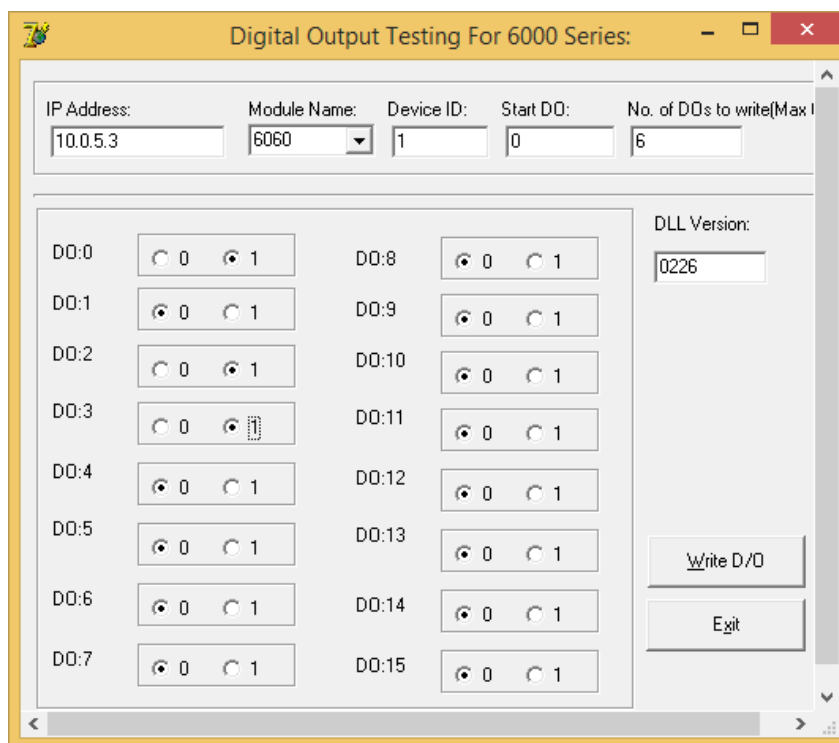 Digital Output Testing For 6000 Series:
IP Address: Module Name: Device ID: Start DO: No. of DOs to write(Max
10.0.5.3 6060 1 0 6
DLL Version:
0226
DO:0 0 1 DO:8 0 1
DO:1 0 1 DO:9 0 1
DO:2 0 1 DO:10 0 1
DO:3 0 1 DO:11 0 1
DO:4 0 1 DO:12 0 1
DO:5 0 1 DO:13 0 1
Write D/O
DO:6 0 1 DO:14 0 1
Exit
DO:7 0 1 DO:15 0 1